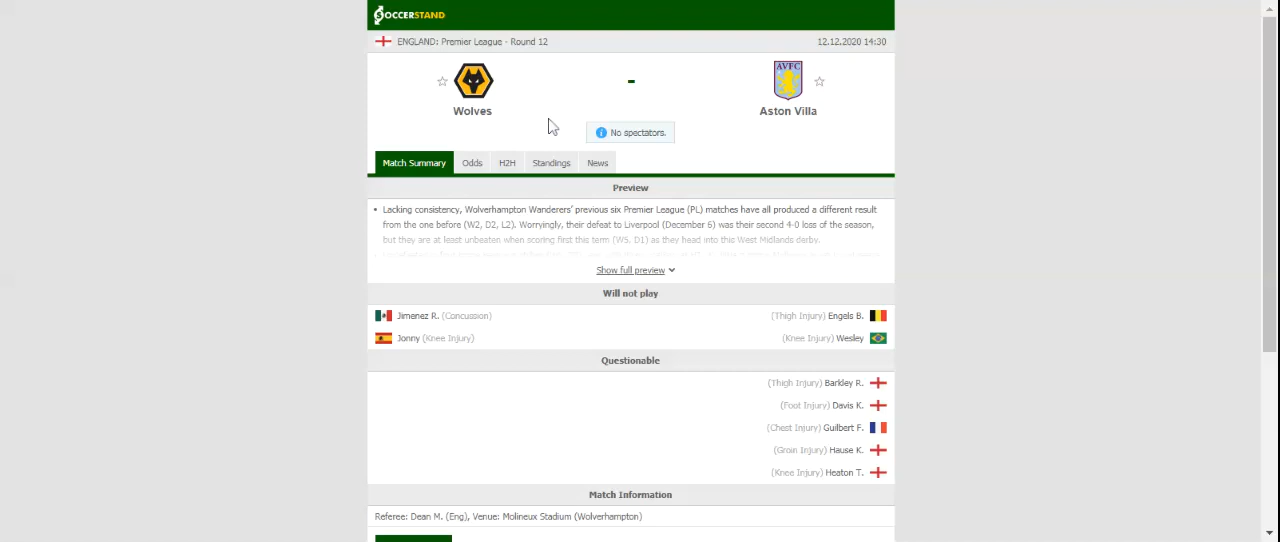 SOCCERSTAND
ENGLAND: Premier League - Round 12 12.12.2020 14:30
AVFC
-
Wolves Aston Villa
No spectators.
Match Summary Odds H2H Standings News
Preview
• Lacking consistency, Wolverhampton Wanderers' previous six Premier League (PL) matches have all produced a different result
from the one before (W2, D2, L2). Worryingly, their defeat to Liverpool (December 6) was their second 4-0 loss of the season,
but they are at least unbeaten when scoring first this term (W5, D1) as they head into this West Midlands derby.
Show full preview
Will not play
Jimenez R. (Concussion) (Thigh Injury) Engels B.
Jonny (Knee Injury) (Knee Injury) Wesley
Questionable
(Thigh Injury) Barkley R.
(Foot Injury) Davis K.
(Chest Injury) Guilbert F.
(Groin Injury) Hause K.
(Knee Injury) Heaton T.
Match Information
Referee: Dean M. (Eng), Venue: Molineux Stadium (Wolverhampton)